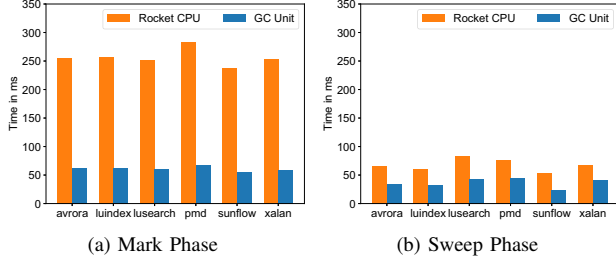 350
300
250
200
150
100
50
0
Time in ms
Rocket CPU GC Unit
avrora luindex lusearch pmd sunflow xalan
(a) Mark Phase
350
300
250
200
150
100
50
0
Time in ms
Rocket CPU GC Unit
avrora luindex lusearch pmd sunflow xalan
(b) Sweep Phase